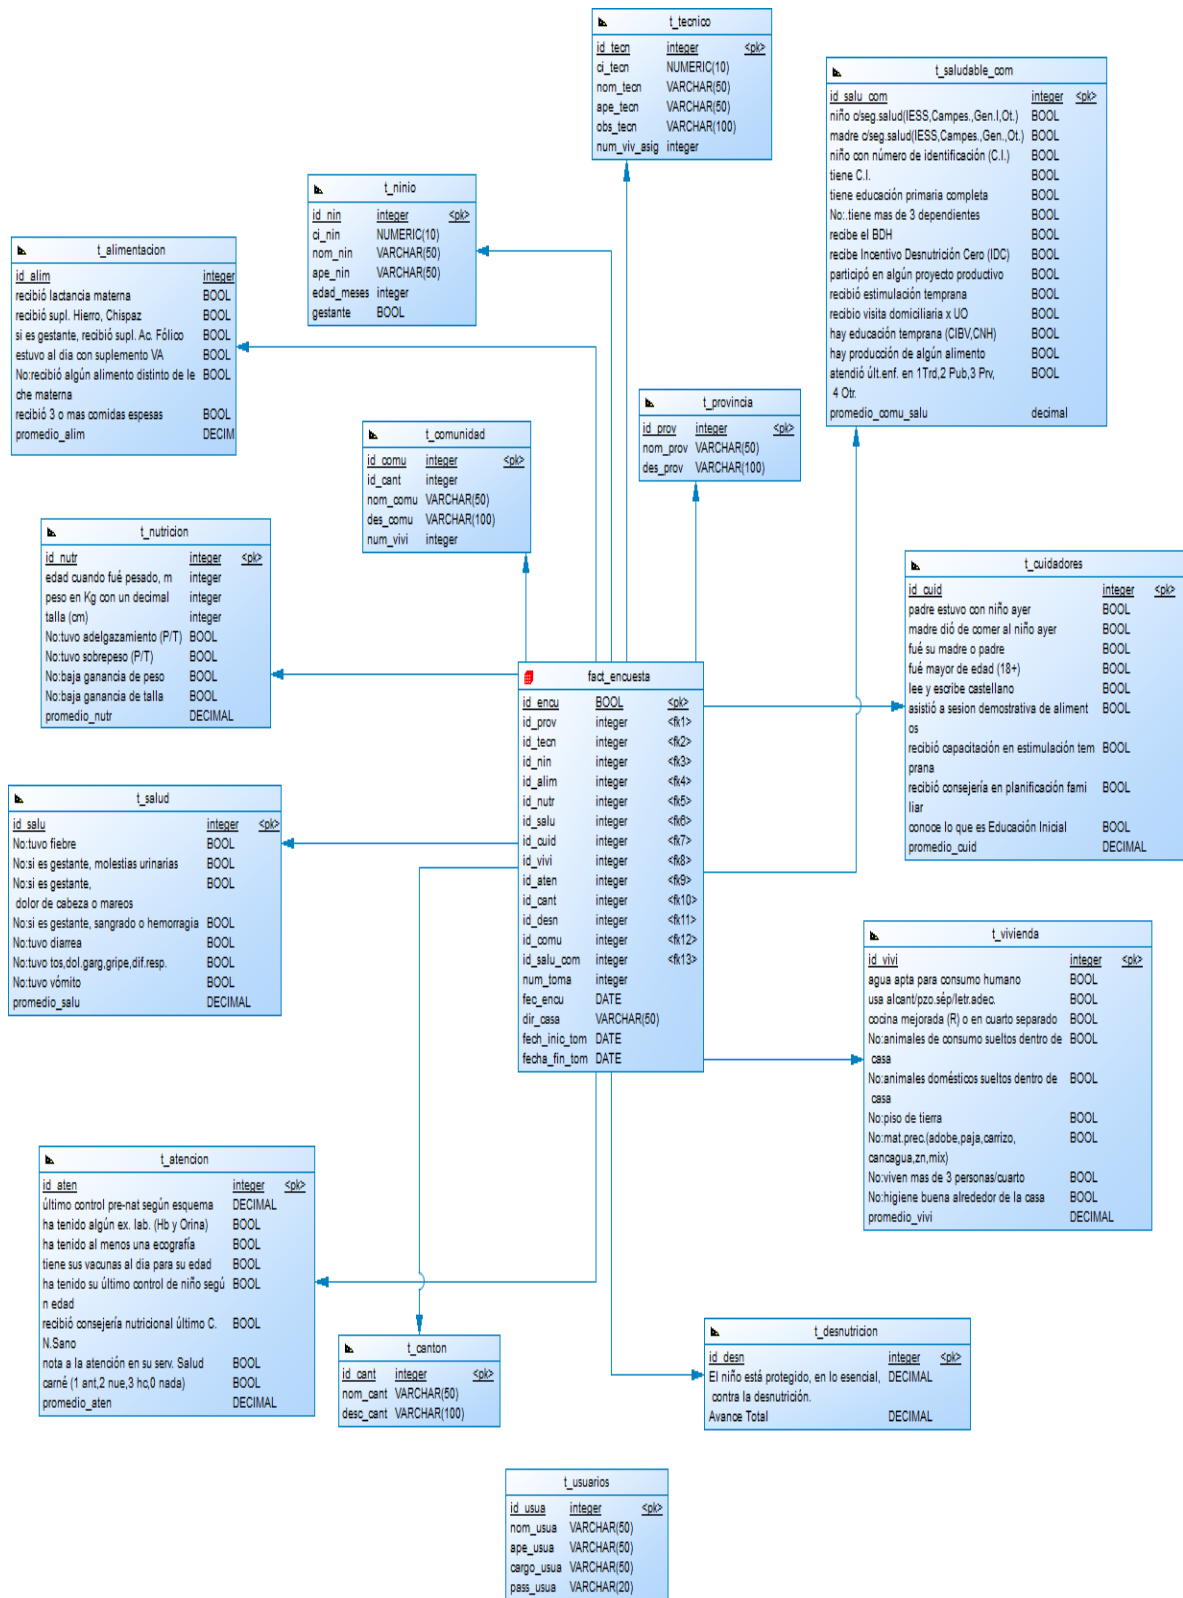 t_tecnico
id_tecn integer <pk>
ci_tecn NUMERIC(10)
nom_tecn VARCHAR(50)
ape_tecn VARCHAR(50)
obs_tecn VARCHAR(100)
num_viv_asig integer
t_saludable_com
id_salu_com integer <pk>
niño c/seg.salud(IESS,Campes.,Gen.I,Ot.) BOOL
madre c/seg.salud(IESS,Campes.,Gen.,Ot.) BOOL
niño con número de identificación (C.I.) BOOL
tiene C.I. BOOL
tiene educación primaria completa BOOL
No:.tiene mas de 3 dependientes BOOL
recibe el BDH BOOL
recibe Incentivo Desnutrición Cero (IDC) BOOL
participó en algún proyecto productivo BOOL
recibió estimulación temprana BOOL
recibio visita domiciliaria x UO BOOL
hay educación temprana (CIBV,CNH) BOOL
hay producción de algún alimento BOOL
atendió últ.enf. en 1Trd,2 Pub,3 Prv, BOOL
4 Otr.
promedio_comu_salu decimal
t_ninio
id_nin integer <pk>
ci_nin NUMERIC(10)
nom_nin VARCHAR(50)
ape_nin VARCHAR(50)
edad_meses integer
gestante BOOL
t_alimentacion
id_alim integer
recibió lactancia materna BOOL
recibió supl. Hierro, Chispaz BOOL
si es gestante, recibió supl. Ac. Fólico BOOL
estuvo al dia con suplemento VA BOOL
No:recibió algún alimento distinto de le BOOL
che materna
recibió 3 o mas comidas espesas BOOL
promedio_alim DECIM
t_provincia
id_prov integer <pk>
nom_prov VARCHAR(50)
des_prov VARCHAR(100)
t_comunidad
id_comu integer <pk>
id_cant integer
nom_comu VARCHAR(50)
des_comu VARCHAR(100)
num_vivi integer
t_nutricion
id_nutr integer <pk>
edad cuando fué pesado, m integer
peso en Kg con un decimal integer
talla (cm) integer
No:tuvo adelgazamiento (P/T) BOOL
No:tuvo sobrepeso (P/T) BOOL
No:baja ganancia de peso BOOL
No:baja ganancia de talla BOOL
promedio_nutr DECIMAL
t_cuidadores
id_cuid integer <pk>
padre estuvo con niño ayer BOOL
madre dió de comer al niño ayer BOOL
fué su madre o padre BOOL
fué mayor de edad (18+) BOOL
lee y escribe castellano BOOL
asistió a sesion demostrativa de aliment BOOL
os
recibió capacitación en estimulación tem BOOL
prana
recibió consejería en planificación fami BOOL
liar
conoce lo que es Educación Inicial BOOL
promedio_cuid DECIMAL
fact_encuesta
id_encu BOOL <pk>
id_prov integer <fk1>
id_tecn integer <fk2>
id_nin integer <fk3>
id_alim integer <fk4>
id_nutr integer <fk5>
id_salu integer <fk6>
id_cuid integer <fk7>
id_vivi integer <fk8>
id_aten integer <fk9>
id_cant integer <fk10>
id_desn integer <fk11>
id_comu integer <fk12>
id_salu_com integer <fk13>
num_toma integer
fec_encu DATE
dir_casa VARCHAR(50)
fech_inic_tom DATE
fecha_fin_tom DATE
t_salud
id_salu integer <pk>
No:tuvo fiebre BOOL
No:si es gestante, molestias urinarias BOOL
No:si es gestante, BOOL
dolor de cabeza o mareos
No:si es gestante, sangrado o hemorragia BOOL
No:tuvo diarrea BOOL
No:tuvo tos,dol.garg,gripe,dif.resp. BOOL
No:tuvo vómito BOOL
promedio_salu DECIMAL
t_vivienda
id_vivi integer <pk>
agua apta para consumo humano BOOL
usa alcant/pzo.sép/letr.adec. BOOL
cocina mejorada (R) o en cuarto separado BOOL
No:animales de consumo sueltos dentro de BOOL
casa
No:animales domésticos sueltos dentro de BOOL
casa
No:piso de tierra BOOL
No:mat.prec.(adobe,paja,carrizo, BOOL
cancagua,zn,mix)
No:viven mas de 3 personas/cuarto BOOL
No:higiene buena alrededor de la casa BOOL
promedio_vivi DECIMAL
t_atencion
id_aten integer <pk>
último control pre-nat según esquema DECIMAL
ha tenido algún ex. lab. (Hb y Orina) BOOL
ha tenido al menos una ecografía BOOL
tiene sus vacunas al dia para su edad BOOL
ha tenido su último control de niño segú BOOL
n edad
recibió consejería nutricional último C. BOOL
N.Sano
nota a la atención en su serv. Salud BOOL
carné (1 ant,2 nue,3 hc,0 nada) BOOL
promedio_aten DECIMAL
t_canton
id_cant integer <pk>
nom_cant VARCHAR(50)
desc_cant VARCHAR(100)
t_desnutricion
id_desn integer <pk>
El niño está protegido, en lo esencial, DECIMAL
contra la desnutrición.
Avance Total DECIMAL
t_usuarios
id_usua integer <pk>
nom_usua VARCHAR(50)
ape_usua VARCHAR(50)
cargo_usua VARCHAR(50)
pass_usua VARCHAR(20)